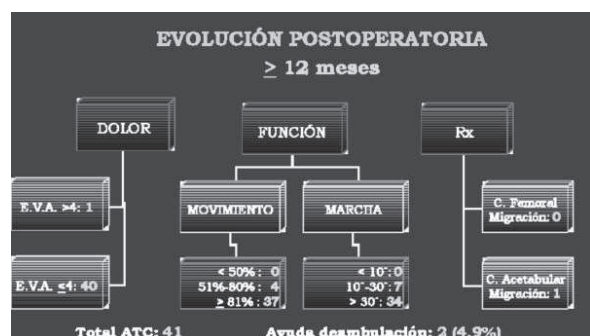 EVOLUCIÓN POSTOPERATORIA
≥ 12 meses
DOLOR
FUNCIÓN
Rx
E.V.A. >4: 1
MOVIMIENTO
MARCHA
C. Femoral
Migración: 0
E.V.A. ≤4: 40
< 50% : 0
51%-80% : 4
≥ 81% : 37
< 10": 0
10"-30": 7
> 30": 34
C. Acetabular
Migración: 1
Total ATC: 41
Ayuda deambulación: 2 (4.9%)